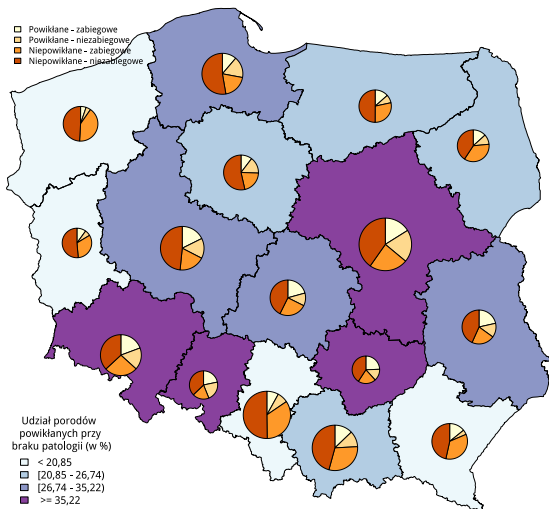 Powikłane - zabiegowe
Powikłane - niezabiegowe
Niepowikłane - zabiegowe
Niepowikłane - niezabiegowe
Udział porodów
powikłanych przy
braku patologii (w %)
< 20,85
[20,85 - 26,74)
[26,74 - 35,22)
>= 35,22